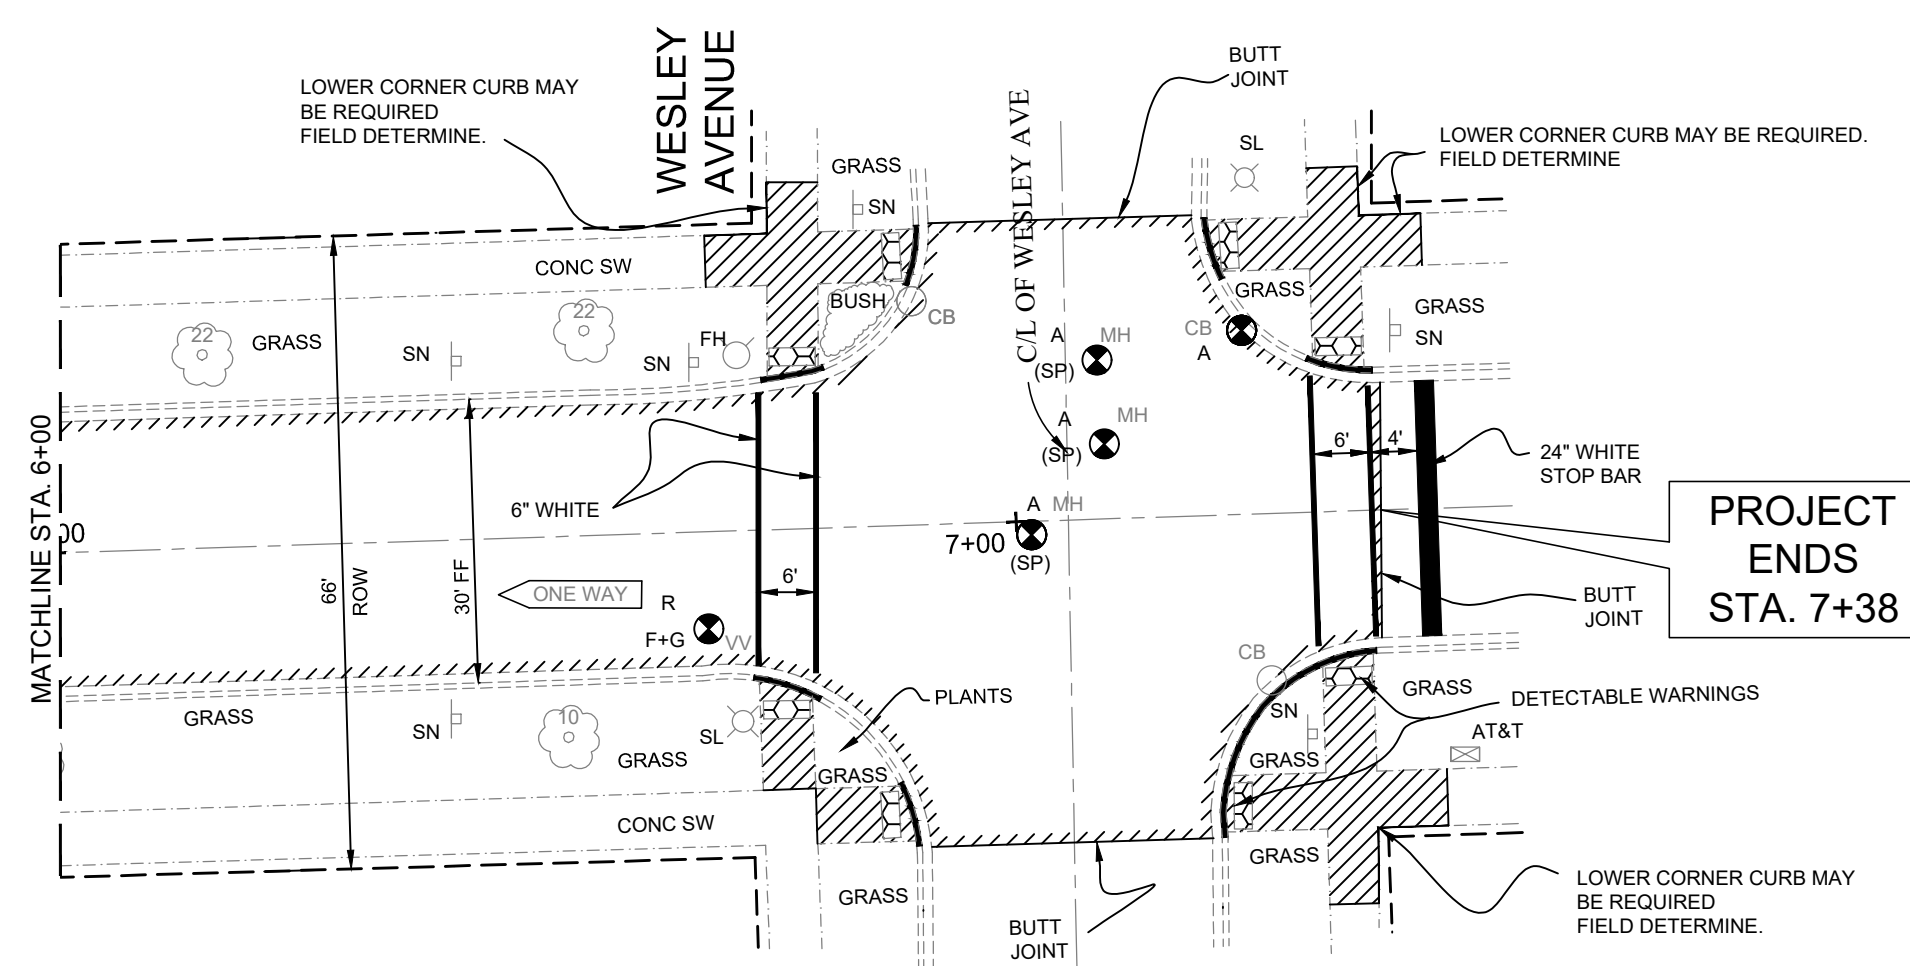 WESLEY
AVENUE
LOWER CORNER CURB MAY
BE REQUIRED
FIELD DETERMINE.
BUTT
JOINT
LOWER CORNER CURB MAY BE REQUIRED.
FIELD DETERMINE
C/L OF WESLEY AVE
SL
GRASS
SN
CONC SW
BUSH
GRASS
GRASS
SN
22
22
GRASS
SN
SN
FH
CB
A
MH
(SP)
CB
A
A
MH
(SP)
MATCHLINE STA. 6+00
00
66'
ROW
30' FF
6" WHITE
6'
4'
24" WHITE
STOP BAR
PROJECT
ENDS
STA. 7+38
A
MH
7+00
(SP)
ONE WAY
R
F+G
VV
6'
BUTT
JOINT
CB
GRASS
DETECTABLE WARNINGS
PLANTS
GRASS
SN
10
GRASS
SL
GRASS
SN
GRASS
AT&T
CONC SW
GRASS
GRASS
BUTT
JOINT
LOWER CORNER CURB MAY
BE REQUIRED
FIELD DETERMINE.